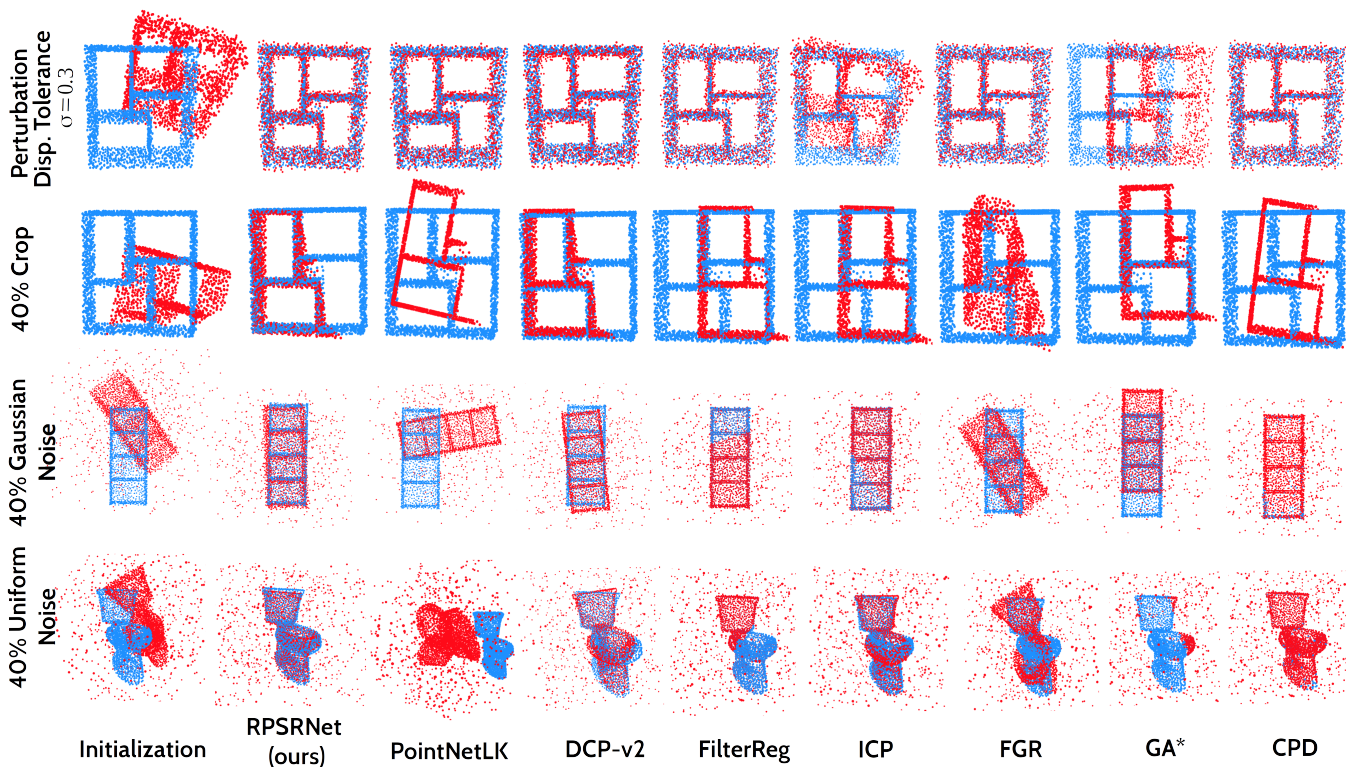 Perturbation
Disp. Tolerance
σ=0.3
40% Crop
40% Gaussian
Noise
40% Uniform
Noise
Initialization
RPSRNet
(ours)
PointNetLK
DCP-v2
FilterReg
ICP
FGR
GA*
CPD